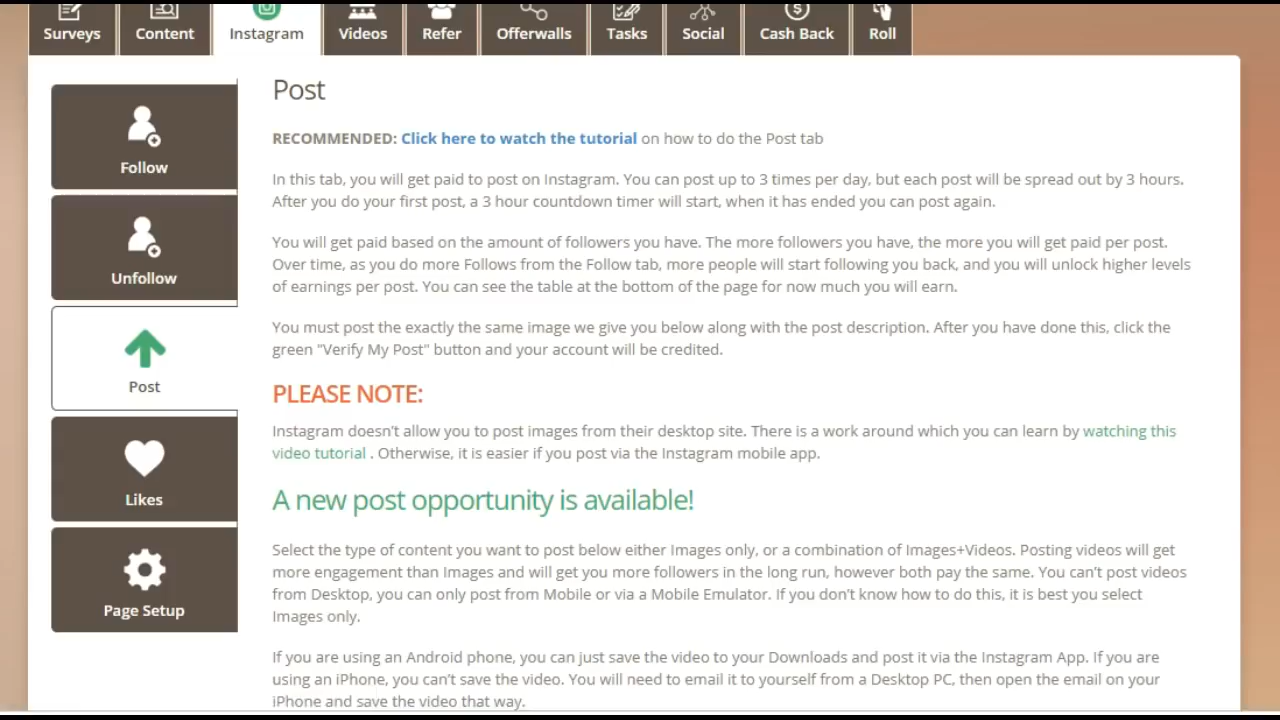 Surveys
Content
Instagram
Videos
Refer
Offerwalls
Tasks
Social
Cash Back
Roll
Follow
Unfollow
Post
Likes
Page Setup
Post
RECOMMENDED: Click here to watch the tutorial on how to do the Post tab
In this tab, you will get paid to post on Instagram. You can post up to 3 times per day, but each post will be spread out by 3 hours.
After you do your first post, a 3 hour countdown timer will start, when it has ended you can post again.
You will get paid based on the amount of followers you have. The more followers you have, the more you will get paid per post.
Over time, as you do more Follows from the Follow tab, more people will start following you back, and you will unlock higher levels
of earnings per post. You can see the table at the bottom of the page for now much you will earn.
You must post the exactly the same image we give you below along with the post description. After you have done this, click the
green "Verify My Post" button and your account will be credited.
PLEASE NOTE:
Instagram doesn't allow you to post images from their desktop site. There is a work around which you can learn by watching this
video tutorial . Otherwise, it is easier if you post via the Instagram mobile app.
A new post opportunity is available!
Select the type of content you want to post below either Images only, or a combination of Images+Videos. Posting videos will get
more engagement than Images and will get you more followers in the long run, however both pay the same. You can't post videos
from Desktop, you can only post from Mobile or via a Mobile Emulator. If you don't know how to do this, it is best you select
Images only.
If you are using an Android phone, you can just save the video to your Downloads and post it via the Instagram App. If you are
using an iPhone, you can't save the video. You will need to email it to yourself from a Desktop PC, then open the email on your
iPhone and save the video that way.